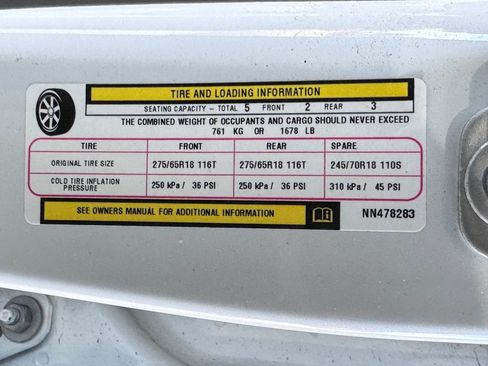 TIRE AND LOADING INFORMATION
SEATING CAPACITY - TOTAL 5 FRONT 2 REAR 3
THE COMBINED WEIGHT OF OCCUPANTS AND CARGO SHOULD NEVER EXCEED
761 KG OR 1678 LB
TIRE FRONT REAR SPARE
ORIGINAL TIRE SIZE 275/65R18 116T 275/65R18 116T 245/70R18 110S
COLD TIRE INFLATION
PRESSURE 250 kPa / 36 PSI 250 kPa / 36 PSI 310 kPa / 45 PSI
SEE OWNERS MANUAL FOR ADDITIONAL INFORMATION NN478283